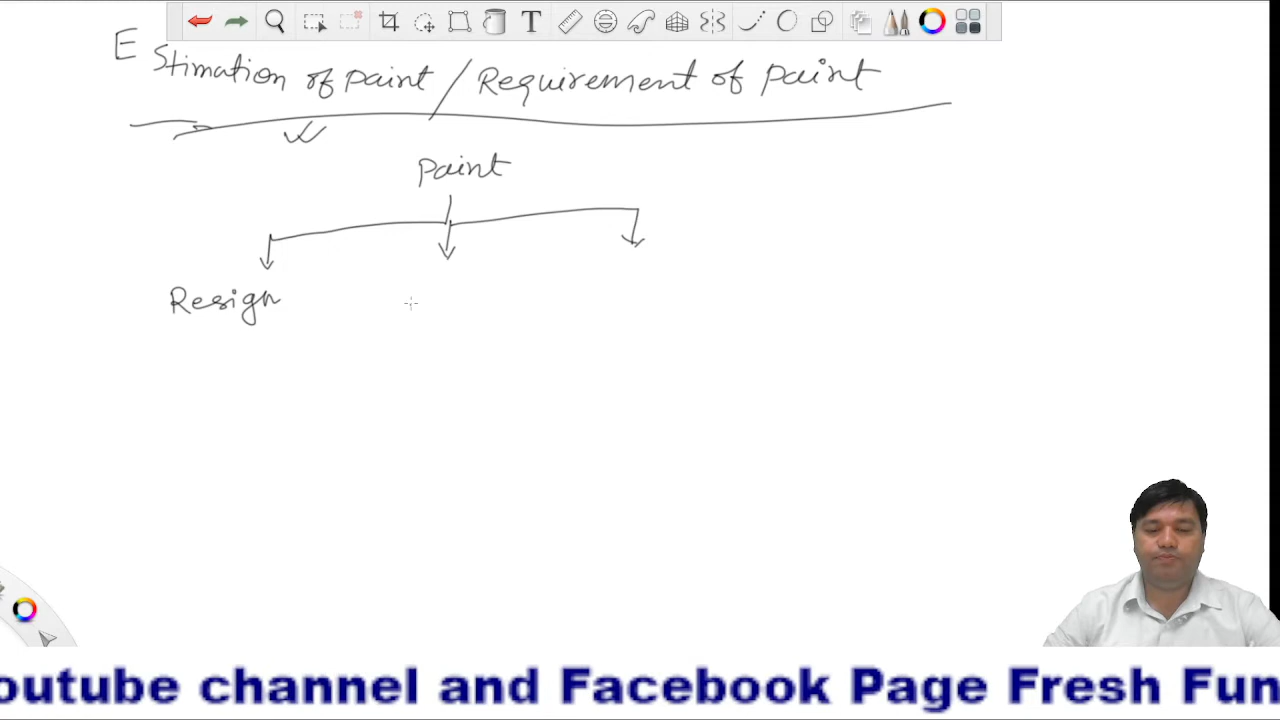 T
E Stimation of paint / Requirement of paint
paint
Resign
outube channel and Facebook Page Fresh Fun